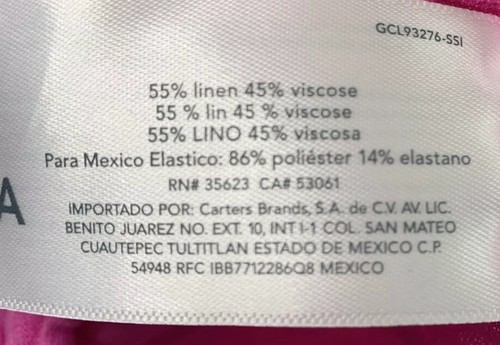 GCL93276-SSI
55% linen 45% viscose
55 % lin 45 % viscose
55% LINO 45% viscosa
Para Mexico Elastico: 86% poliéster 14% elastano
RN# 35623 CA# 53061
A
IMPORTADO POR: Carters Brands, S.A. de C.V. AV. LIC.
BENITO JUAREZ NO. EXT. 10, INT I-1 COL. SAN MATEO
CUAUTEPEC TULTITLAN ESTADO DE MEXICO C.P.
54948 RFC IBB7712286Q8 MEXICO